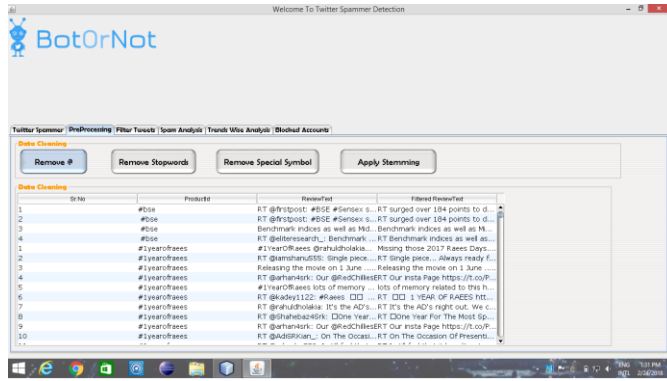 Welcome To Twitter Spammer Detection
BotOrNot
Twitter Spammer PreProcessing Filter Tweets Spam Analysis Trends Wise Analysis Blocked Accounts
Data Cleaning
Remove # Remove Stopwords Remove Special Symbol Apply Stemming
Data Cleaning
Sr.No ProductId ReviewText Filtered ReviewText
1 #bse RT @firstpost: #BSE #Sensex s... RT surged over 184 points to d...
2 #bse RT @firstpost: #BSE #Sensex s... RT surged over 184 points to d...
3 #bse Benchmark indices as well as Mid... Benchmark indices as well as Mi...
4 #bse RT @eliteresearch_: Benchmark ... RT Benchmark indices as well as...
1 #1yearofraees #1YearOfRaees @rahuldholakia... Missing those 2017 Raees Days....
2 #1yearofraees RT @iamshanu555: Single piece.... RT Single piece... Always ready f...
3 #1yearofraees Releasing the movie on 1 June ..... Releasing the movie on 1 June .....
4 #1yearofraees RT @arhan4srk: Our @RedChilliesE RT Our insta Page https://t.co/P...
5 #1yearofraees #1YearOfRaees lots of memory ... lots of memory related to this h...
6 #1yearofraees RT @kadey1122: #Raees □□ ... RT □□ 1 YEAR OF RAEES htt...
7 #1yearofraees RT @rahuldholakia: It's the AD's... RT It's the AD's night out. We c...
8 #1yearofraees RT @Shahebaz4Srk: □One Year... RT □One Year For The Most Sp...
9 #1yearofraees RT @arhan4srk: Our @RedChilliesE RT Our insta Page https://t.co/P...
10 #1yearofraees RT @AdiSRKian_: On The Occasi... RT On The Occasion Of Presenti...
ENG 1:31 PM
INTL 2/24/2018